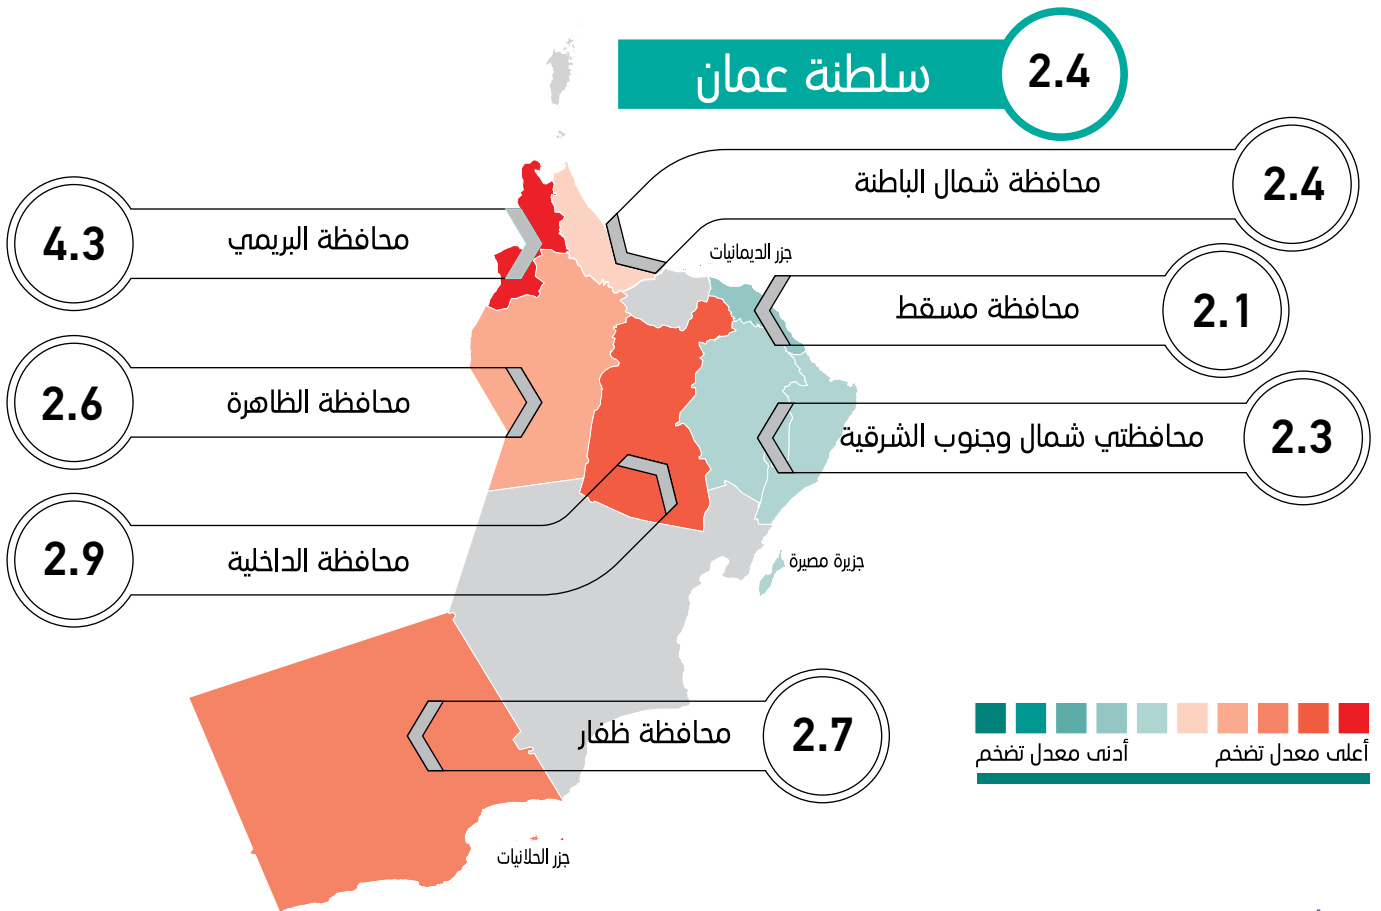 سلطنة عمان
2.4
محافظة شمال الباطنة
2.4
محافظة البريمي
4.3
جزر الديمانيات
محافظة مسقط
2.1
محافظة الظاهرة
2.6
محافظتي شمال وجنوب الشرقية
2.3
محافظة الداخلية
2.9
جزيرة مصيرة
محافظة ظفار
2.7
أعلى معدل تضخم
أدنى معدل تضخم
جزر الحلانيات